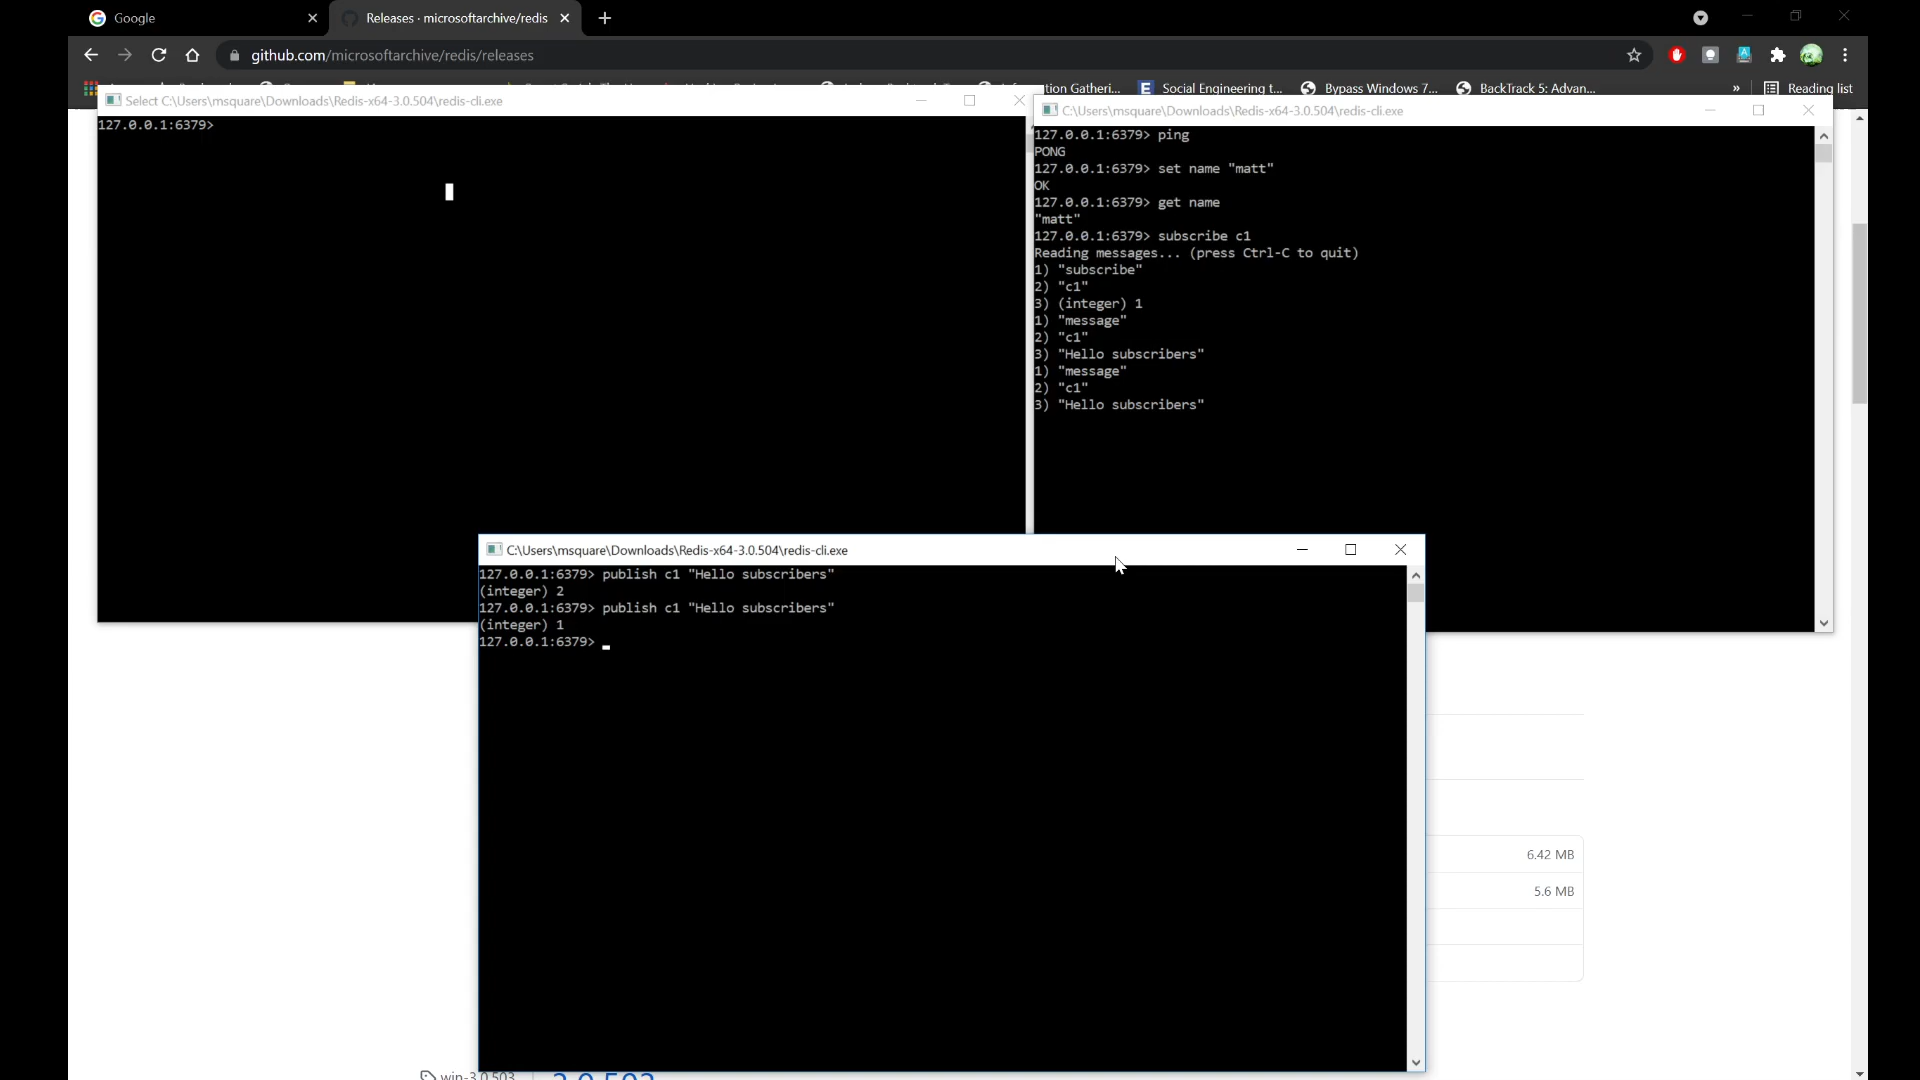 Google
Releases · microsoftarchive/redis
github.com/microsoftarchive/redis/releases
tion Gatheri...
Social Engineering t...
Bypass Windows 7...
BackTrack 5: Advan...
»
Reading list
Select C:\Users\msquare\Downloads\Redis-x64-3.0.504\redis-cli.exe
127.0.0.1:6379>
C:\Users\msquare\Downloads\Redis-x64-3.0.504\redis-cli.exe
127.0.0.1:6379> ping
PONG
127.0.0.1:6379> set name "matt"
OK
127.0.0.1:6379> get name
"matt"
127.0.0.1:6379> subscribe c1
Reading messages... (press Ctrl-C to quit)
1) "subscribe"
2) "c1"
3) (integer) 1
1) "message"
2) "c1"
3) "Hello subscribers"
1) "message"
2) "c1"
3) "Hello subscribers"
C:\Users\msquare\Downloads\Redis-x64-3.0.504\redis-cli.exe
127.0.0.1:6379> publish c1 "Hello subscribers"
(integer) 2
127.0.0.1:6379> publish c1 "Hello subscribers"
(integer) 1
127.0.0.1:6379>
6.42 MB
5.6 MB
win-3.0.503
3.0.503